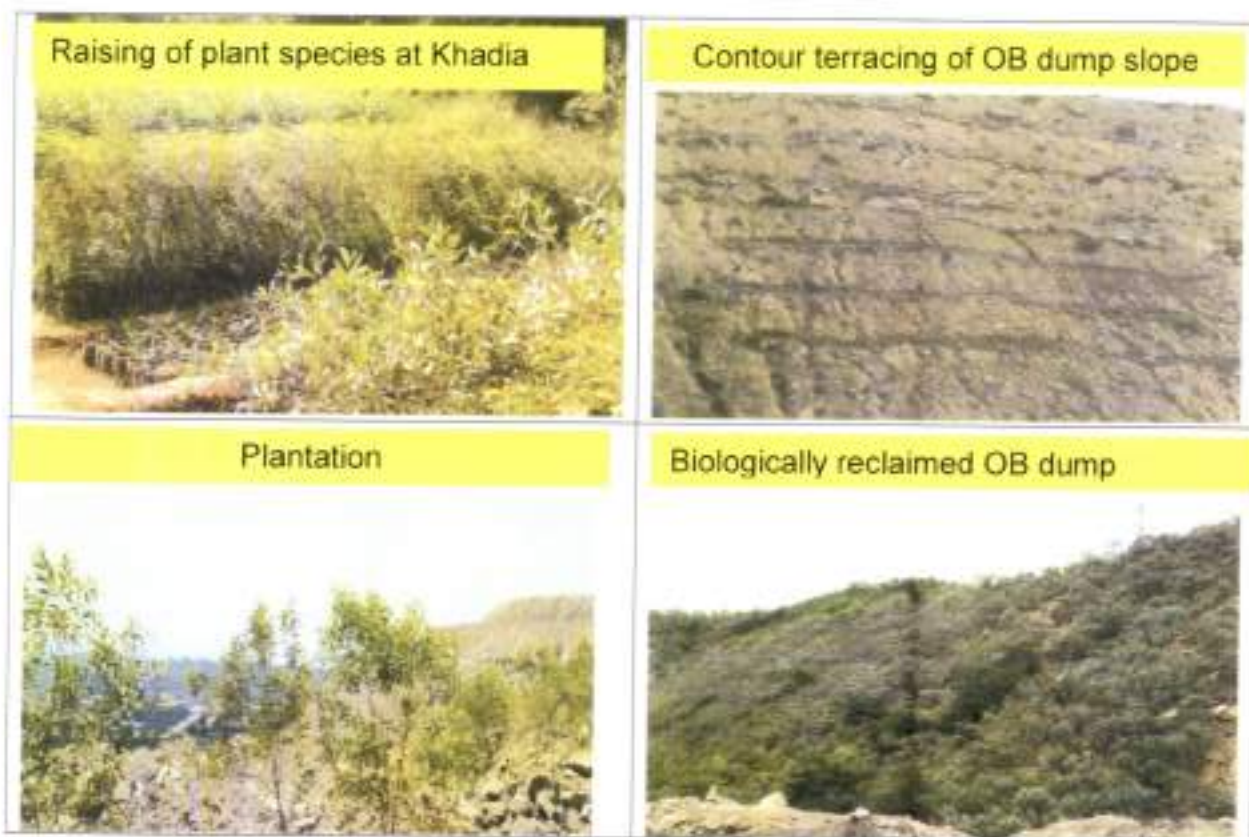 Raising of plant species at Khadia
Contour terracing of OB dump slope
Plantation
Biologically reclaimed OB dump